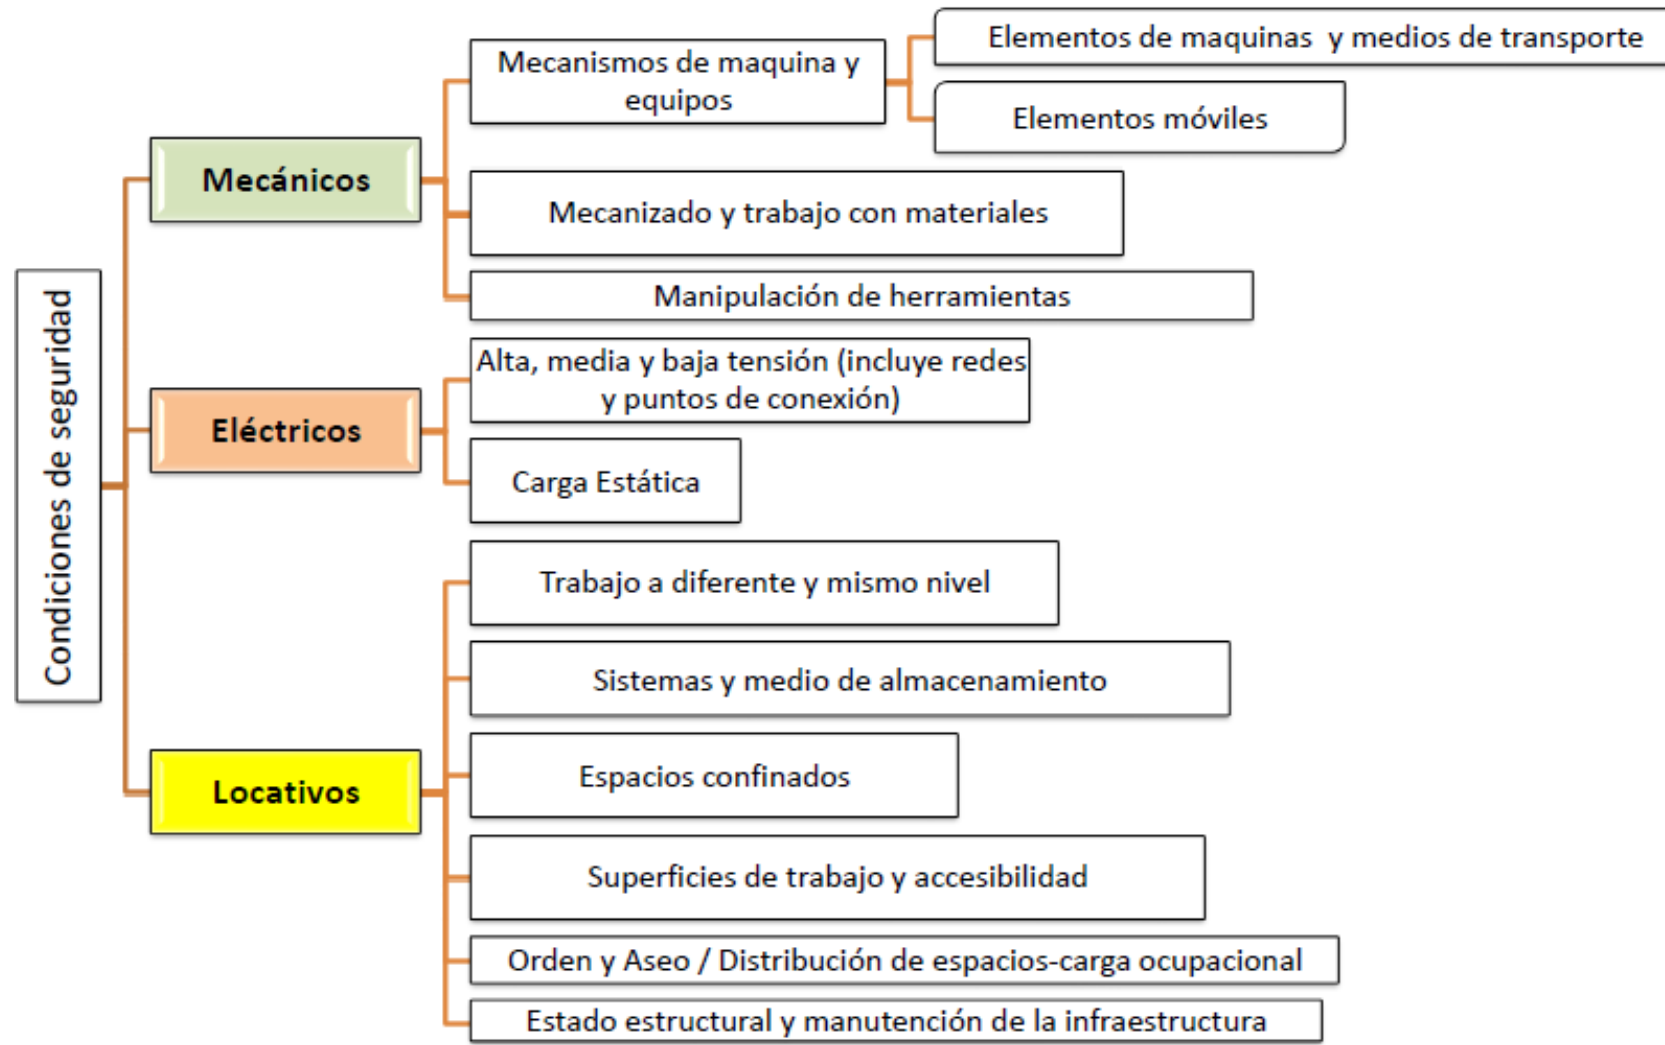 Condiciones de seguridad
Mecánicos
Mecanismos de maquina y
equipos
Elementos de maquinas y medios de transporte
Elementos móviles
Mecanizado y trabajo con materiales
Manipulación de herramientas
Eléctricos
Alta, media y baja tensión (incluye redes
y puntos de conexión)
Carga Estática
Locativos
Trabajo a diferente y mismo nivel
Sistemas y medio de almacenamiento
Espacios confinados
Superficies de trabajo y accesibilidad
Orden y Aseo / Distribución de espacios-carga ocupacional
Estado estructural y manutención de la infraestructura